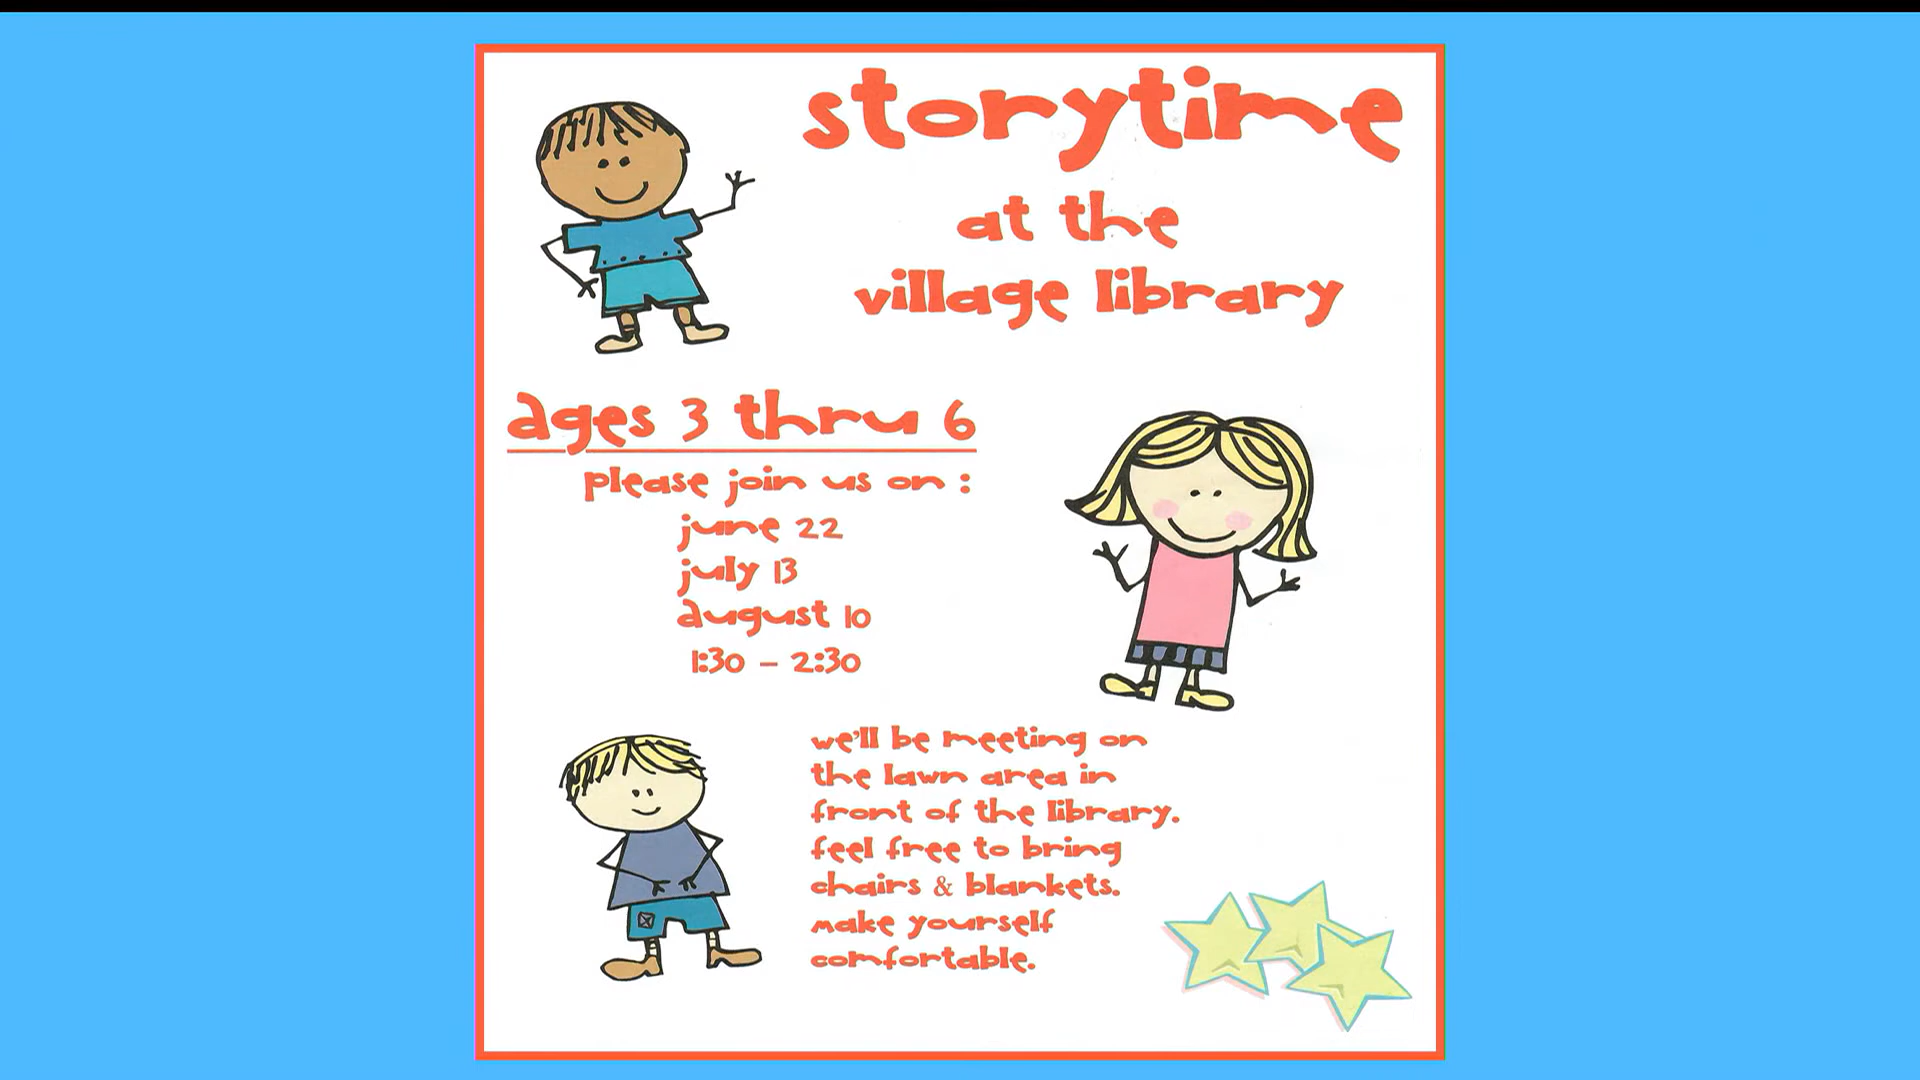 storytime
at the
village library
ages 3 thru 6
please join us on :
june 22
july 13
august 10
1:30 – 2:30
we'll be meeting on
the lawn area in
front of the library.
feel free to bring
chairs & blankets.
make yourself
comfortable.